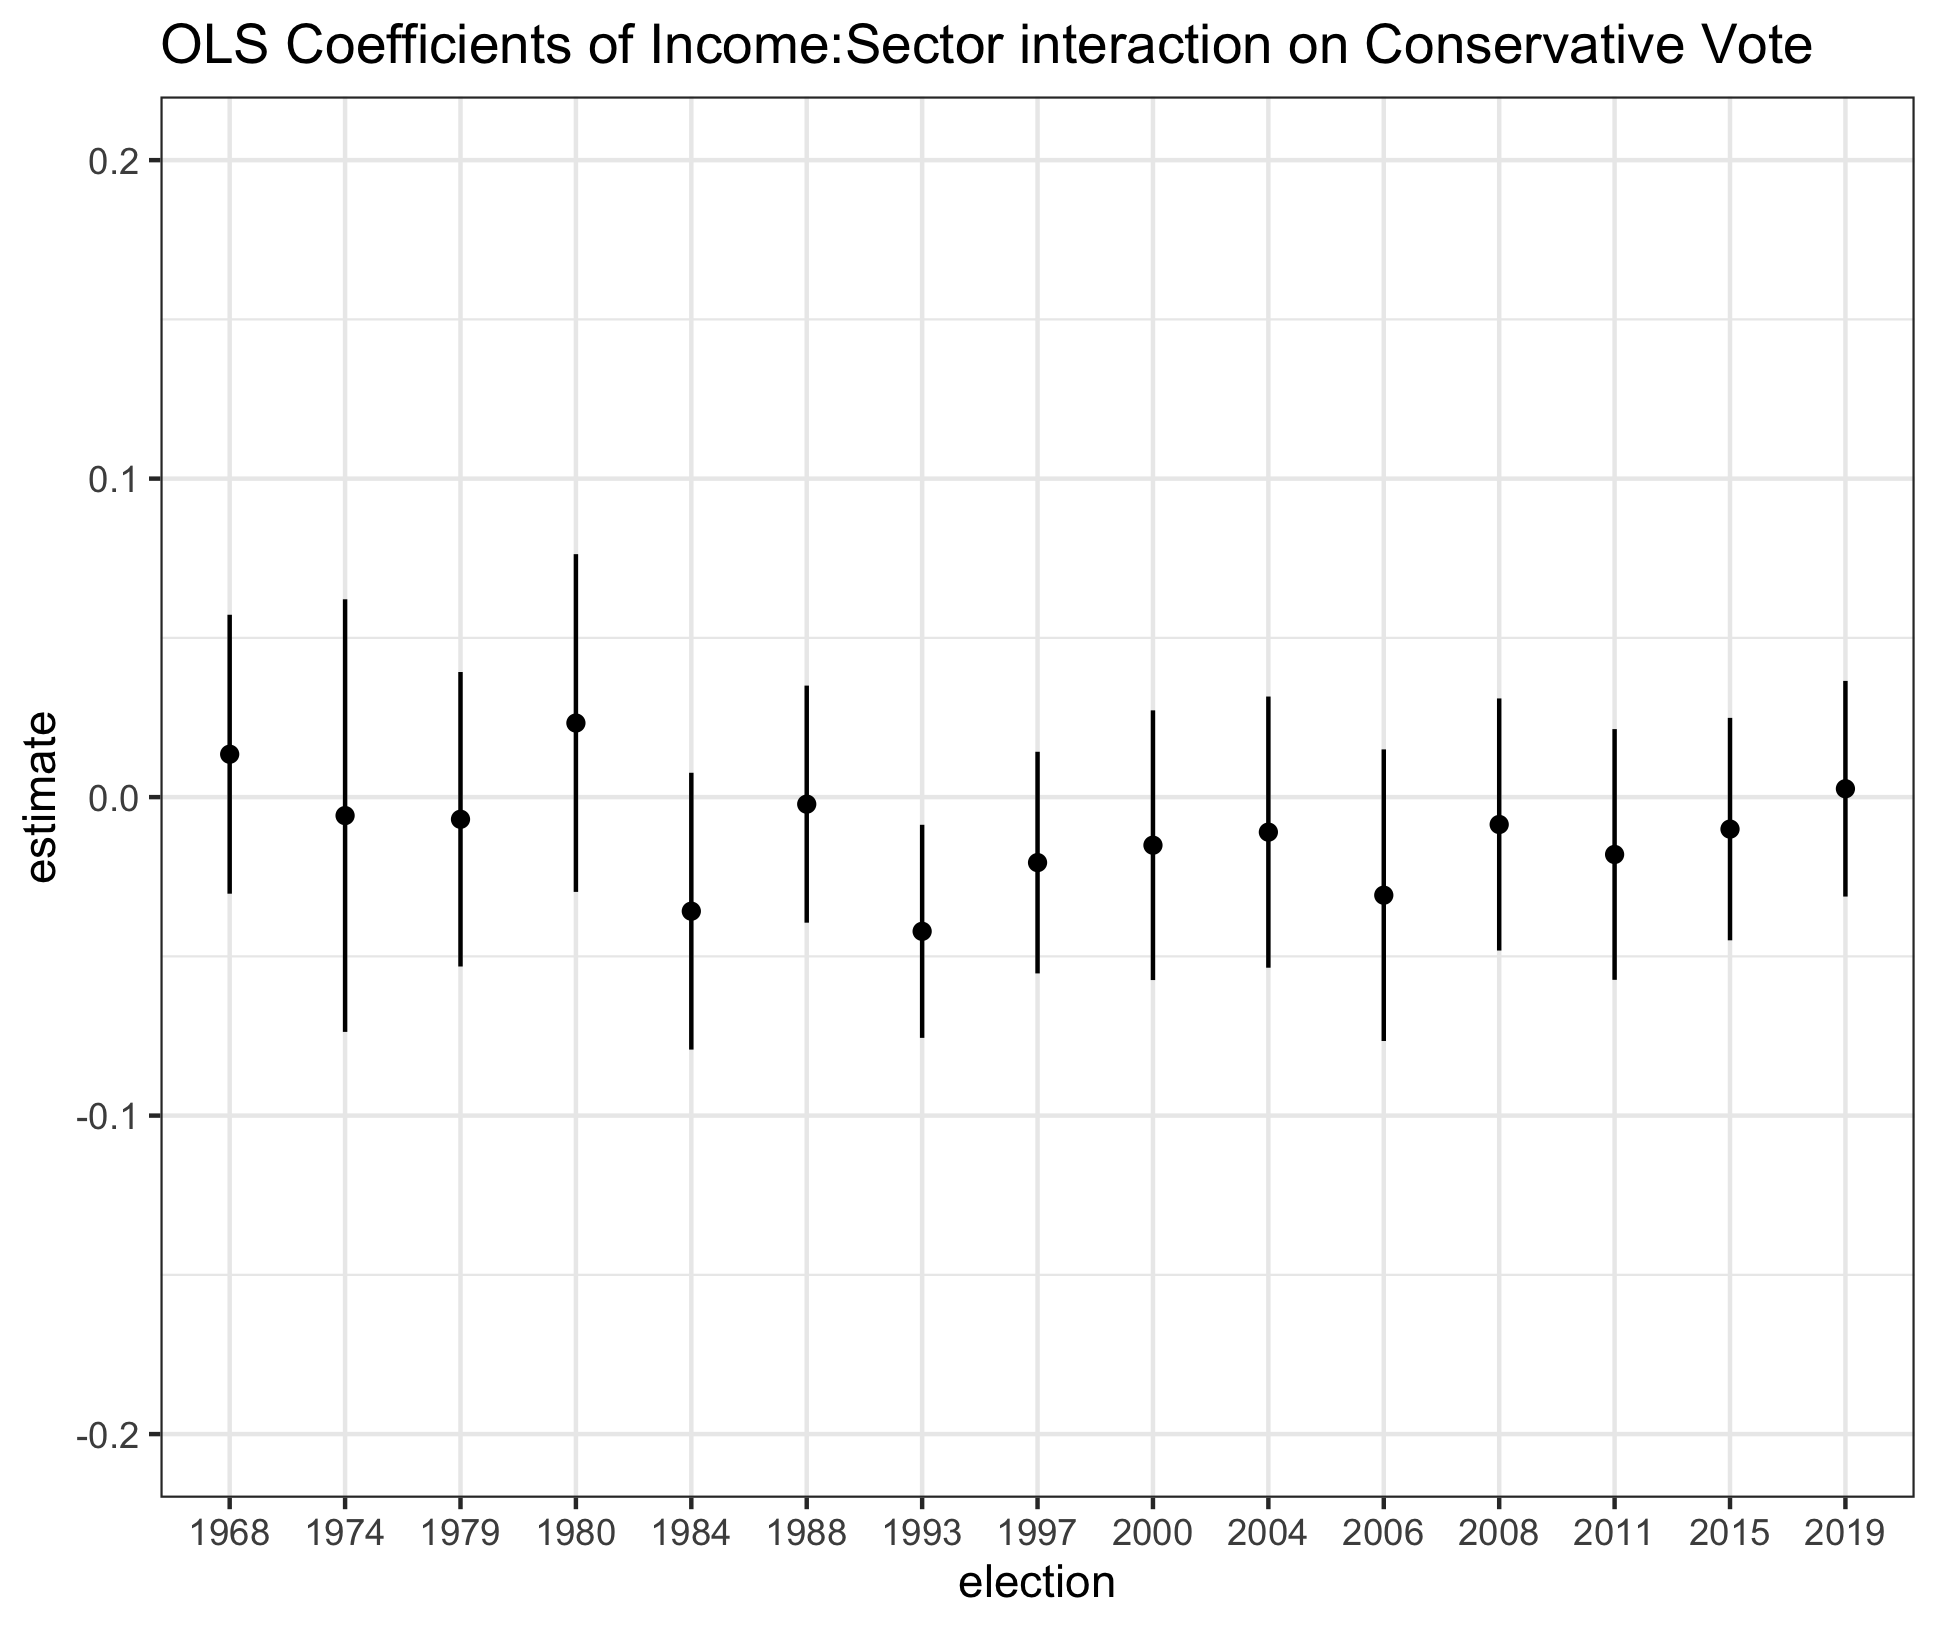 OLS Coefficients of Income:Sector interaction on Conservative Vote
0.2
0.1
0.0
-0.1
-0.2
estimate
1968 1974 1979 1980 1984 1988 1993 1997 2000 2004 2006 2008 2011 2015 2019
election